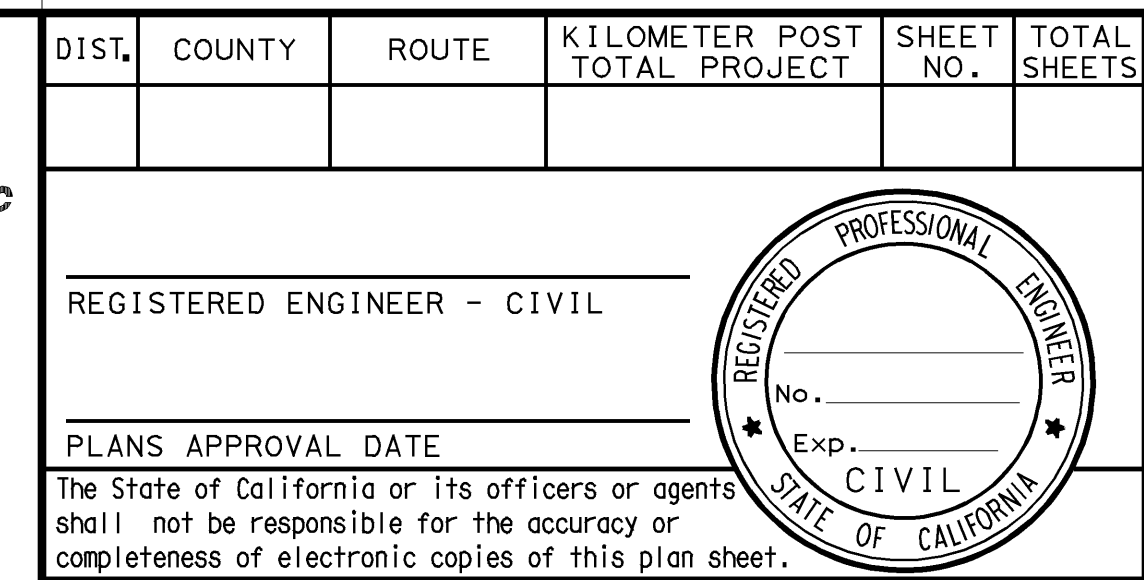 DIST. COUNTY ROUTE KILOMETER POST TOTAL PROJECT SHEET NO. TOTAL SHEETS
REGISTERED ENGINEER - CIVIL
PLANS APPROVAL DATE
The State of California or its officers or agents
shall not be responsible for the accuracy or
completeness of electronic copies of this plan sheet.
REGISTERED PROFESSIONAL ENGINEER
No.
Exp.
CIVIL
STATE OF CALIFORNIA